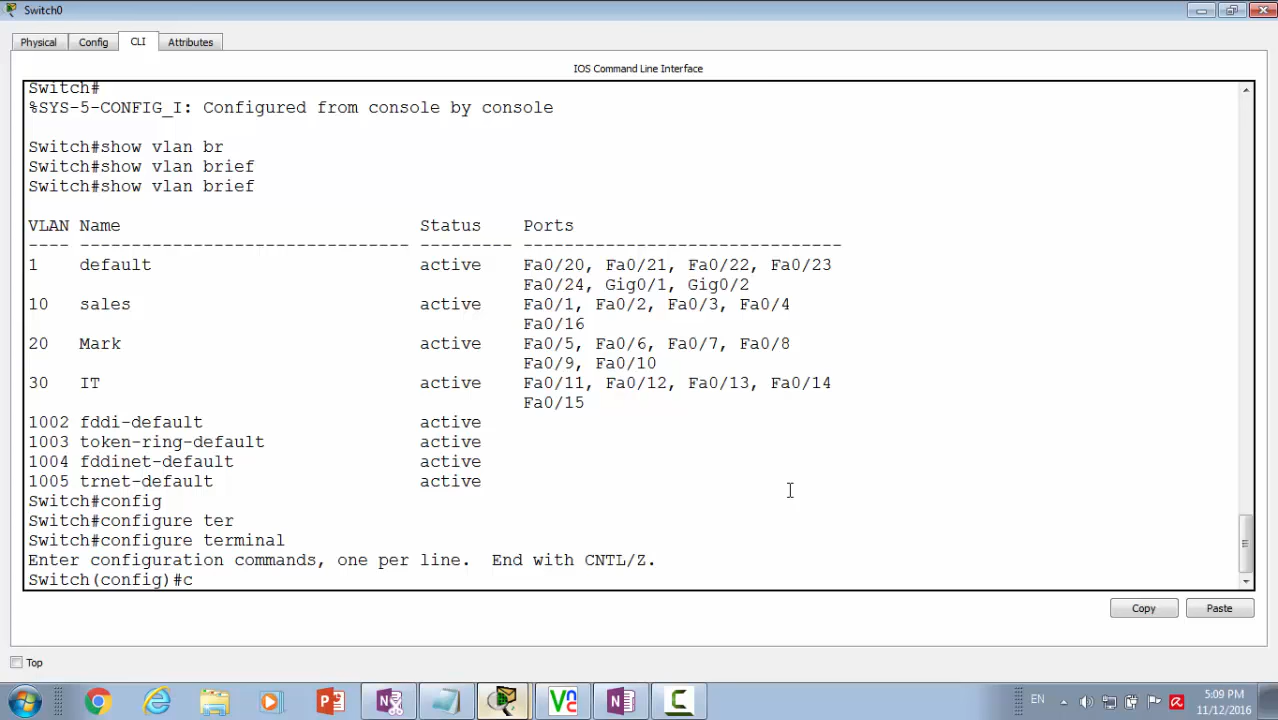 Switch0
Physical Config CLI Attributes
IOS Command Line Interface
Switch#
%SYS-5-CONFIG_I: Configured from console by console
Switch#show vlan br
Switch#show vlan brief
Switch#show vlan brief
VLAN Name Status Ports
---- -------------------------------- --------- -------------------------------
1 default active Fa0/20, Fa0/21, Fa0/22, Fa0/23
Fa0/24, Gig0/1, Gig0/2
10 sales active Fa0/1, Fa0/2, Fa0/3, Fa0/4
Fa0/16
20 Mark active Fa0/5, Fa0/6, Fa0/7, Fa0/8
Fa0/9, Fa0/10
30 IT active Fa0/11, Fa0/12, Fa0/13, Fa0/14
Fa0/15
1002 fddi-default active
1003 token-ring-default active
1004 fddinet-default active
1005 trnet-default active
Switch#config
Switch#configure ter
Switch#configure terminal
Enter configuration commands, one per line. End with CNTL/Z.
Switch(config)#c
Copy Paste
Top
EN 5:09 PM
11/12/2016